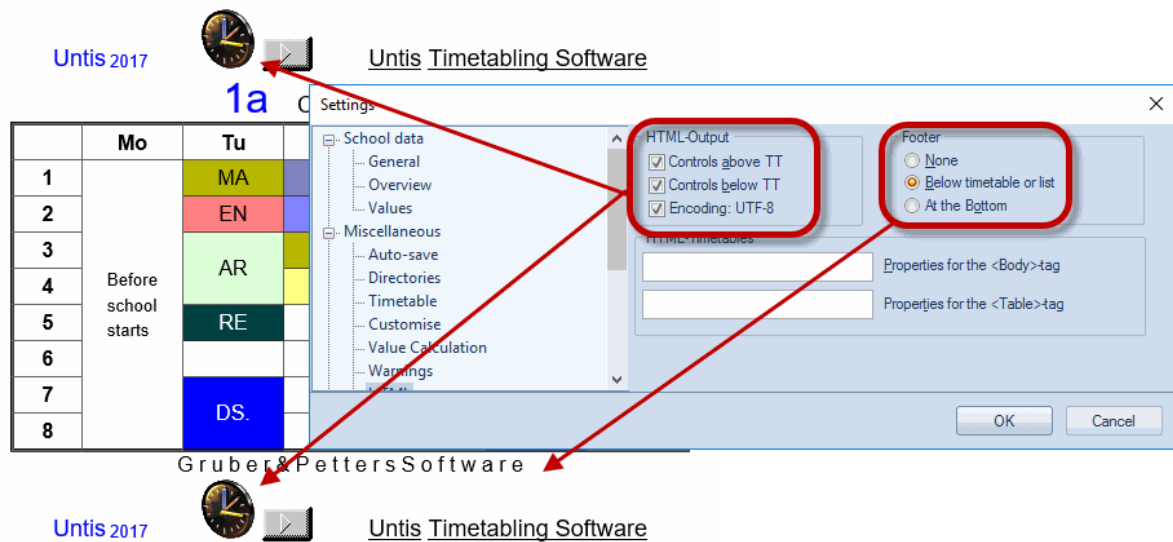 Untis 2017 Untis Timetabling Software
1a
Settings
Mo Tu
1 MA
2 EN
3
AR
4
Before
school
starts
5 RE
6
7
DS.
8
School data
General
Overview
Values
Miscellaneous
Auto-save
Directories
Timetable
Customise
Value Calculation
Warnings
HTML-Output
Controls above TT
Controls below TT
Encoding: UTF-8
Footer
None
Below timetable or list
At the Bottom
HTML-Timetables
Properties for the <Body>-tag
Properties for the <Table>-tag
OK Cancel
Gruber&PettersSoftware
Untis 2017 Untis Timetabling Software